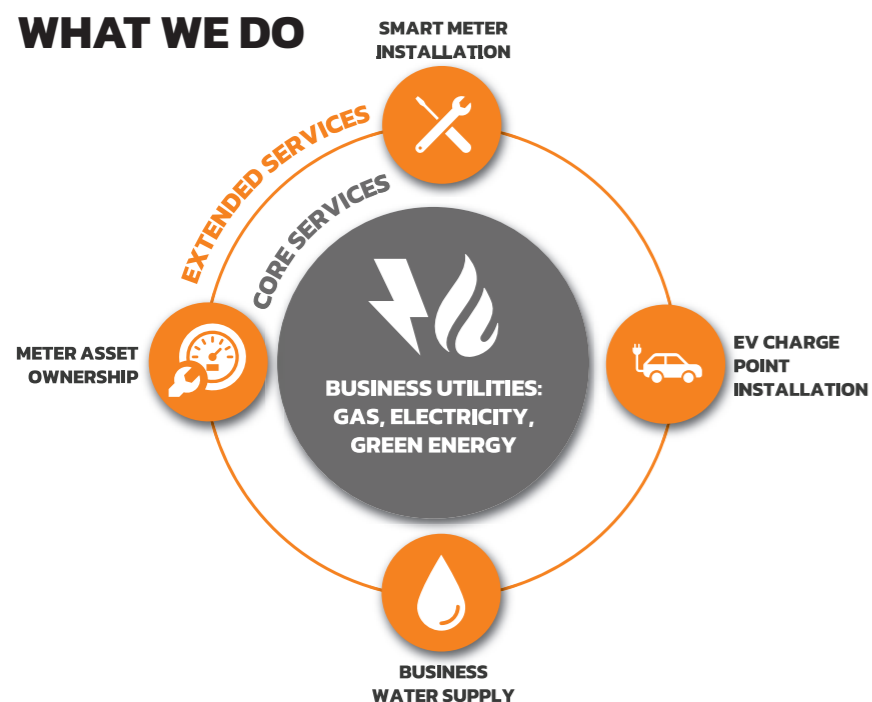 WHAT WE DO
SMART METER
INSTALLATION
EXTENDED SERVICES
CORE SERVICES
METER ASSET
OWNERSHIP
BUSINESS UTILITIES:
GAS, ELECTRICITY,
GREEN ENERGY
EV CHARGE
POINT
INSTALLATION
BUSINESS
WATER SUPPLY